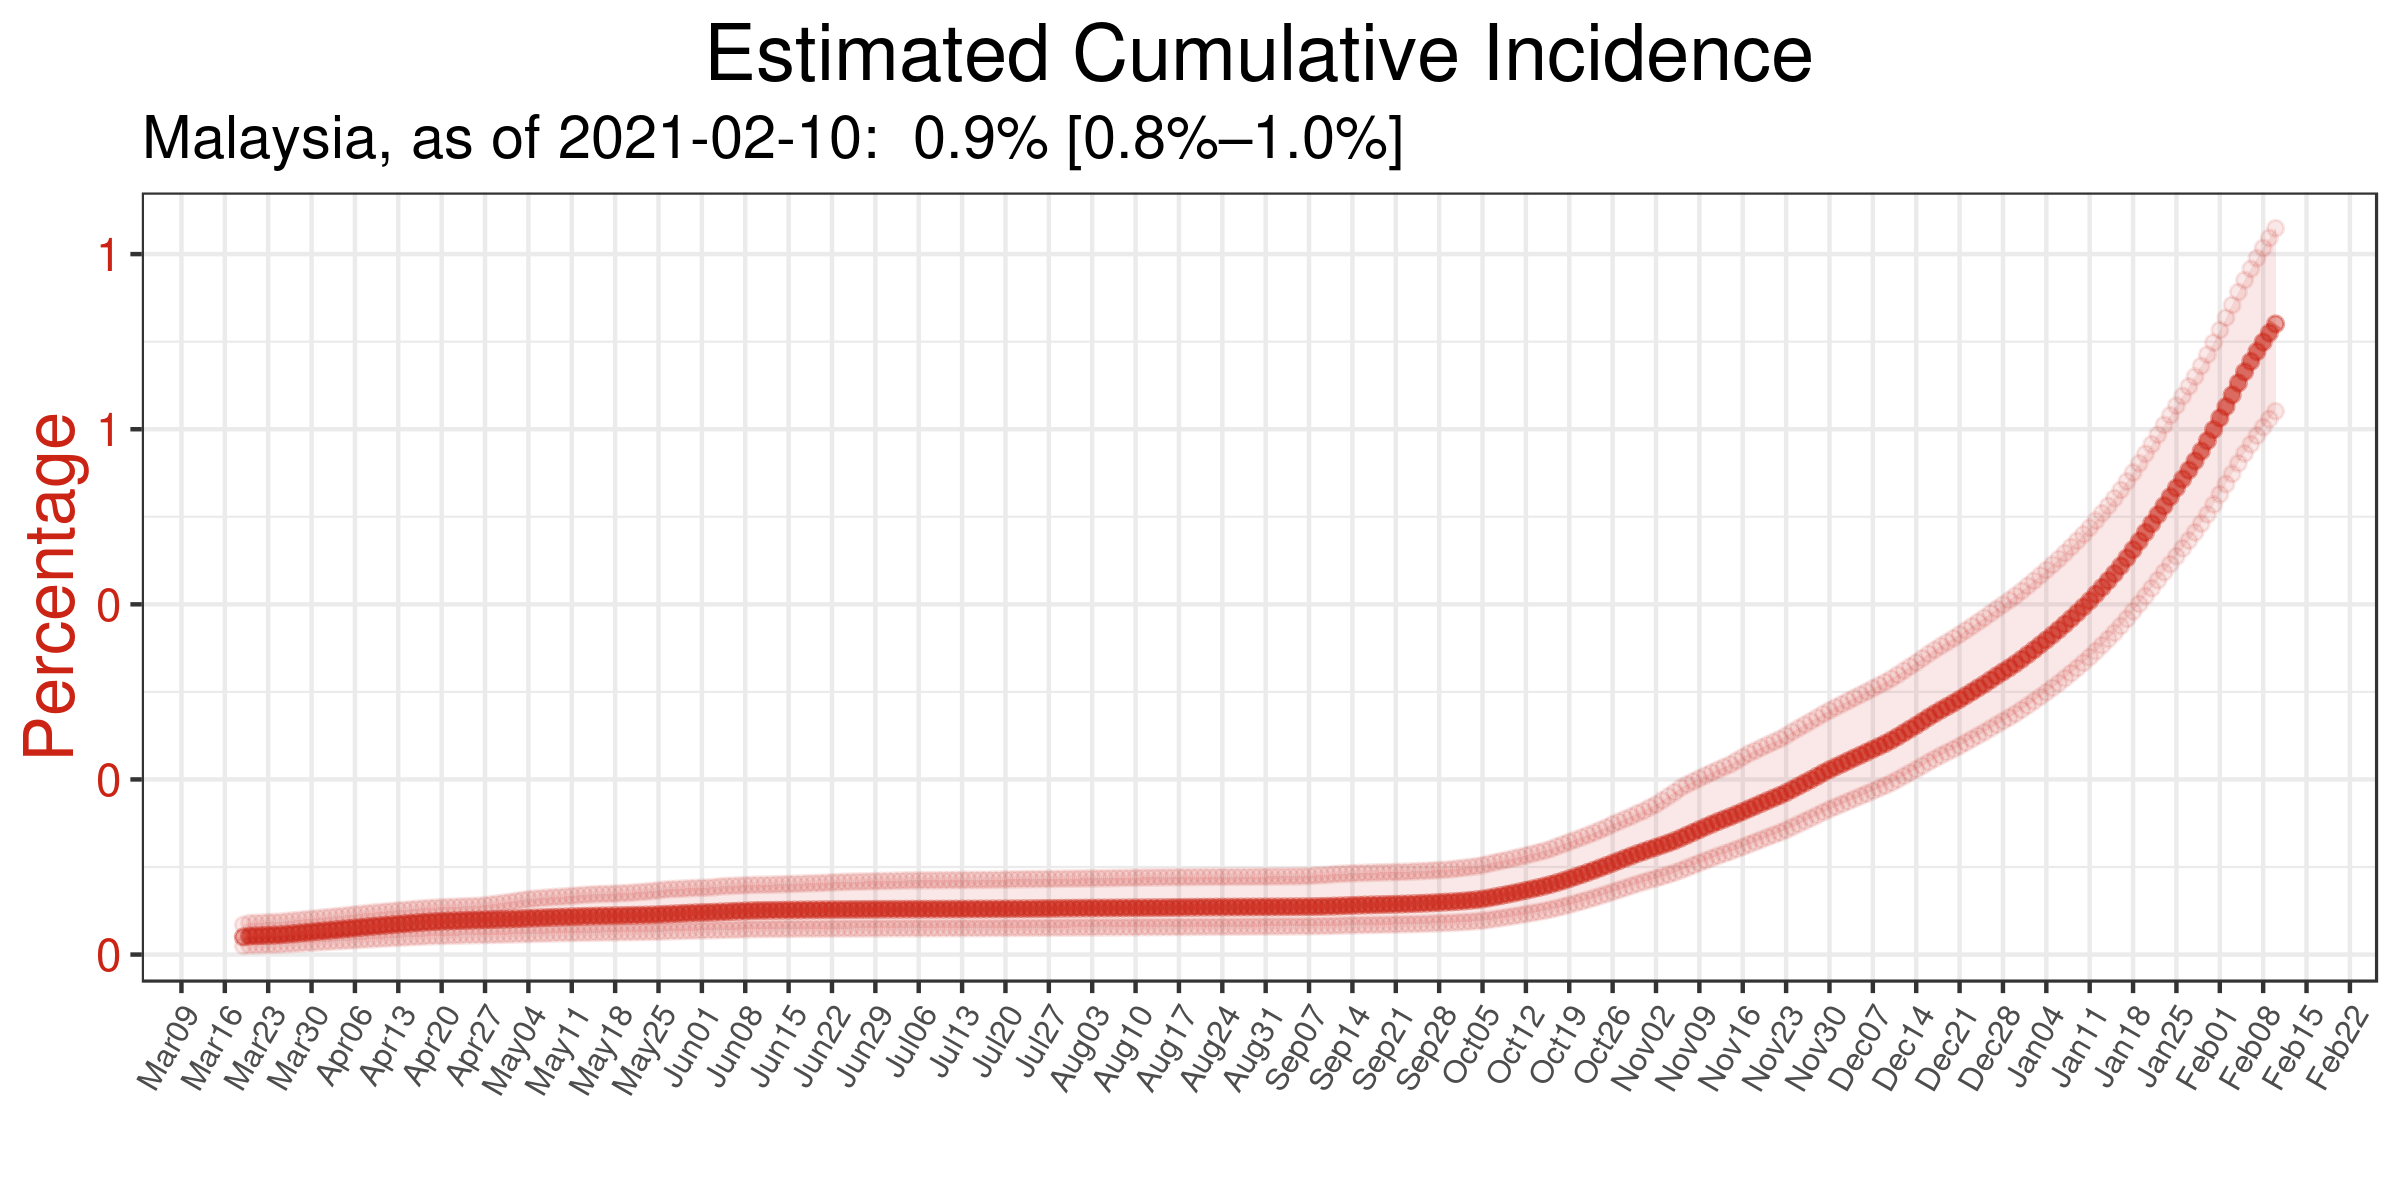 Estimated Cumulative Incidence
Malaysia, as of 2021-02-10:  0.9% [0.8%–1.0%]
Percentage
1
1
0
0
0
Mar09 Mar16 Mar23 Mar30 Apr06 Apr13 Apr20 Apr27 May04 May11 May18 May25 Jun01 Jun08 Jun15 Jun22 Jun29 Jul06 Jul13 Jul20 Jul27 Aug03 Aug10 Aug17 Aug24 Aug31 Sep07 Sep14 Sep21 Sep28 Oct05 Oct12 Oct19 Oct26 Nov02 Nov09 Nov16 Nov23 Nov30 Dec07 Dec14 Dec21 Dec28 Jan04 Jan11 Jan18 Jan25 Feb01 Feb08 Feb15 Feb22